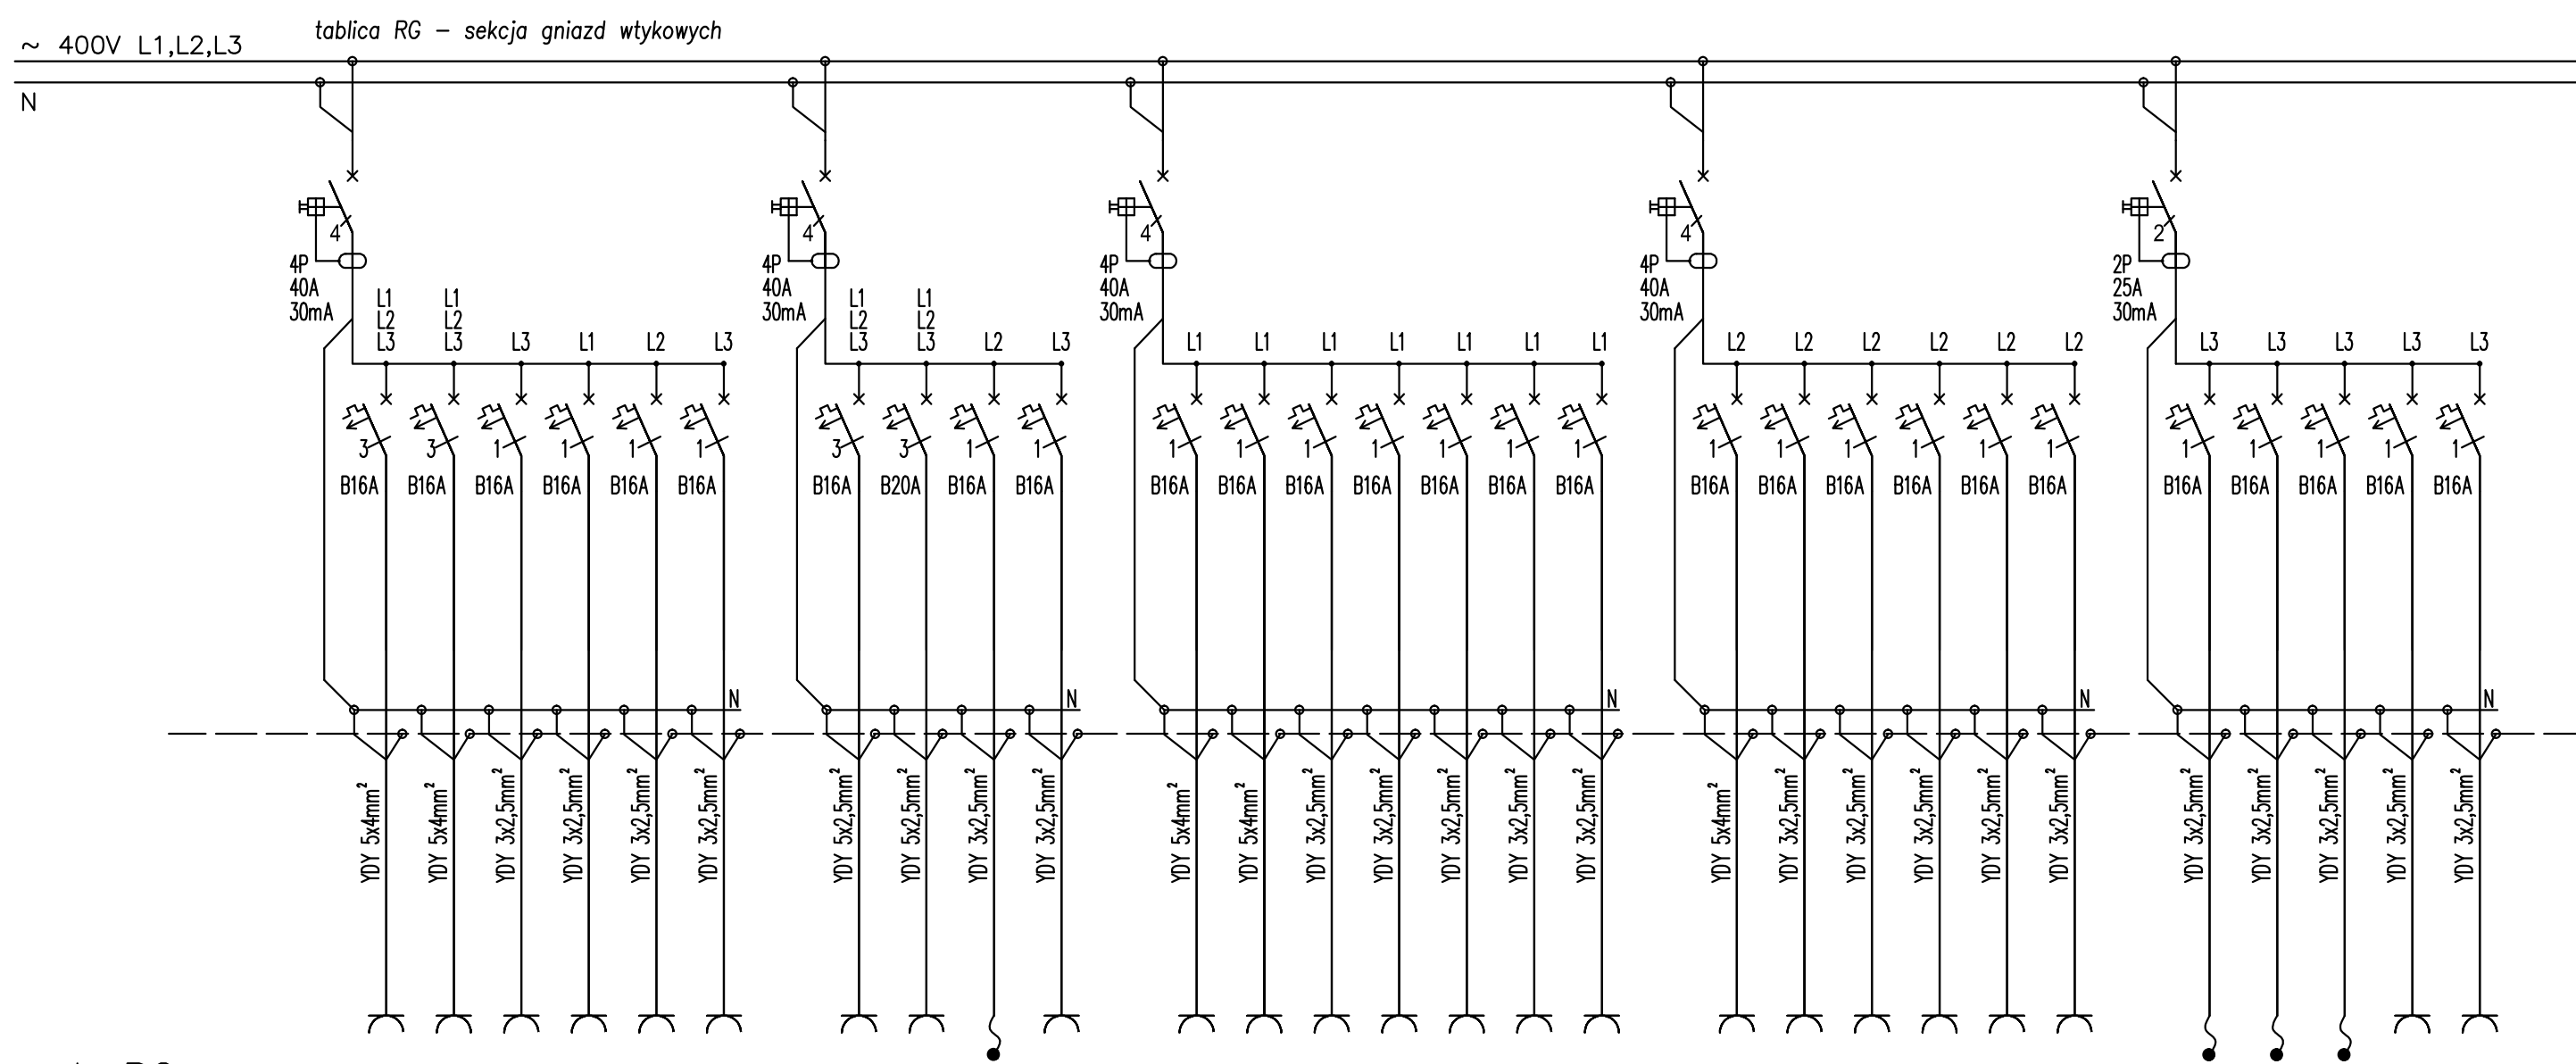 tablica RG – sekcja gniazd wtykowych
~ 400V L1,L2,L3
N
4 4 4 4 2
4P 4P 4P 4P 2P
40A 40A 40A 40A 25A
30mA 30mA 30mA 30mA 30mA
L1 L1 L1 L1
L2 L2 L2 L2
L3 L3 L3 L1 L2 L3 L3 L3 L2 L3 L1 L1 L1 L1 L1 L1 L1 L2 L2 L2 L2 L2 L2 L3 L3 L3 L3 L3
3 3 1 1 1 1 3 3 1 1 1 1 1 1 1 1 1 1 1 1 1 1 1 1 1 1 1 1
B16A B16A B16A B16A B16A B16A B16A B20A B16A B16A B16A B16A B16A B16A B16A B16A B16A B16A B16A B16A B16A B16A B16A B16A B16A B16A B16A B16A
N N N N N
YDY 5x4mm²
YDY 5x4mm²
YDY 3x2,5mm²
YDY 3x2,5mm²
YDY 3x2,5mm²
YDY 3x2,5mm²
YDY 5x2,5mm²
YDY 5x2,5mm²
YDY 3x2,5mm²
YDY 3x2,5mm²
YDY 5x4mm²
YDY 5x4mm²
YDY 3x2,5mm²
YDY 3x2,5mm²
YDY 3x2,5mm²
YDY 3x2,5mm²
YDY 3x2,5mm²
YDY 5x4mm²
YDY 3x2,5mm²
YDY 3x2,5mm²
YDY 3x2,5mm²
YDY 3x2,5mm²
YDY 3x2,5mm²
YDY 3x2,5mm²
YDY 3x2,5mm²
YDY 3x2,5mm²
YDY 3x2,5mm²
YDY 3x2,5mm²